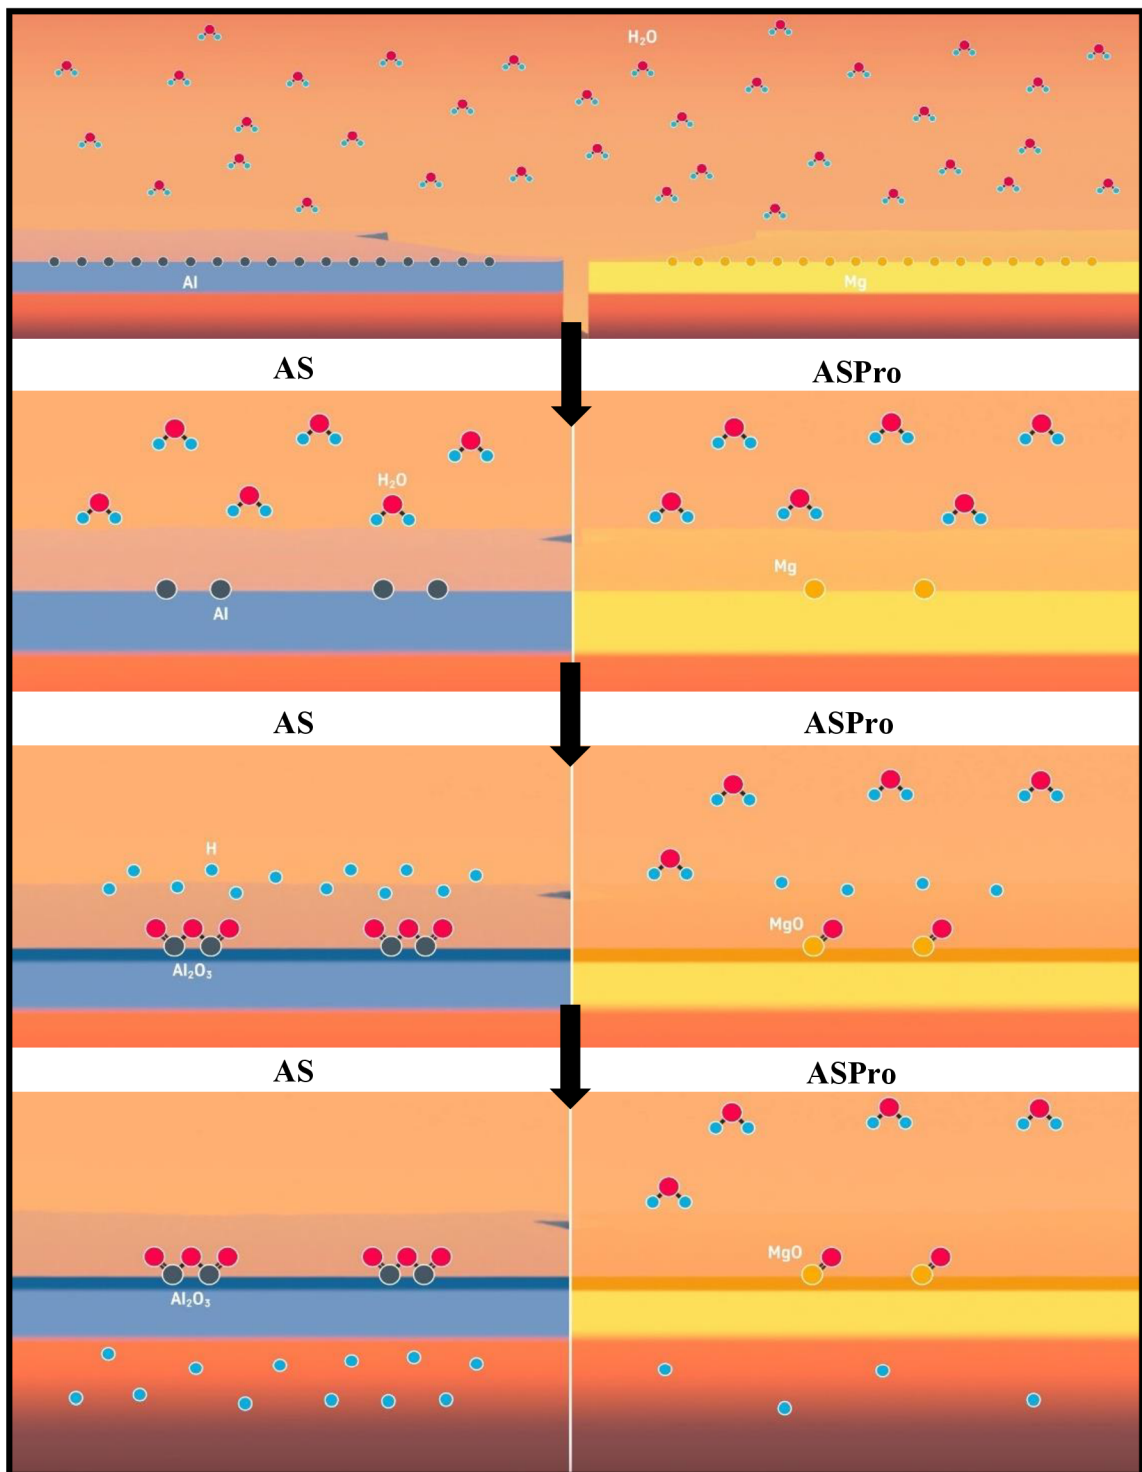 H₂O
Al
Mg
AS
ASPro
H₂O
Mg
Al
AS
ASPro
H
MgO
Al₂O₃
AS
ASPro
MgO
Al₂O₃